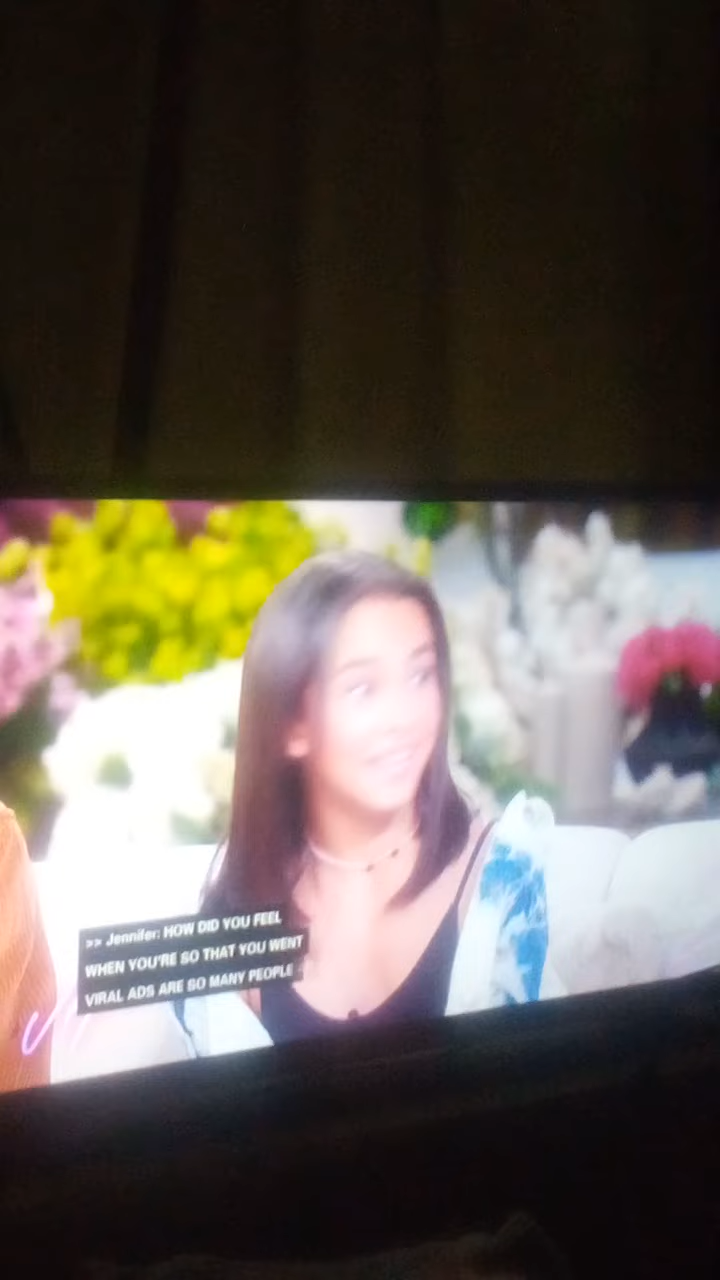 >> Jennifer: HOW DID YOU FEEL
WHEN YOU'RE SO THAT YOU WENT
VIRAL ADS ARE SO MANY PEOPLE